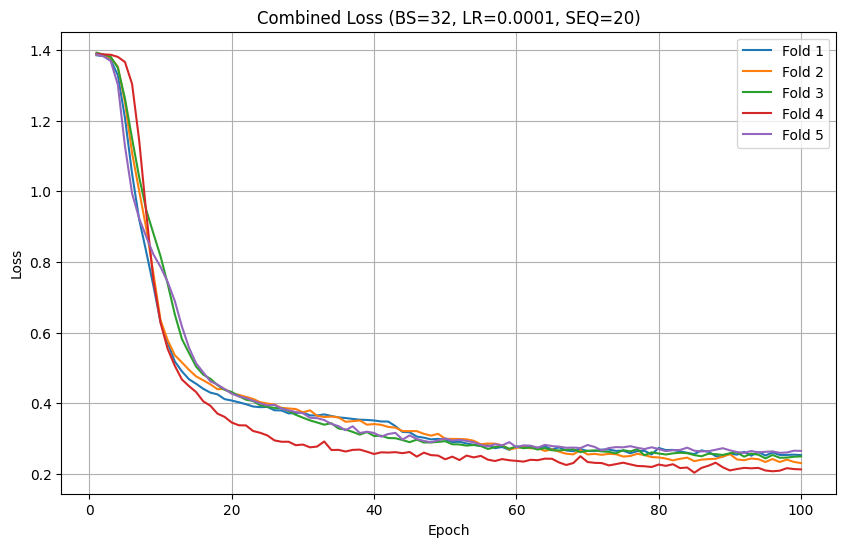 Combined Loss (BS=32, LR=0.0001, SEQ=20)
1.4
1.2
1.0
0.8
0.6
0.4
0.2
Loss
Fold 1
Fold 2
Fold 3
Fold 4
Fold 5
0 20 40 60 80 100
Epoch